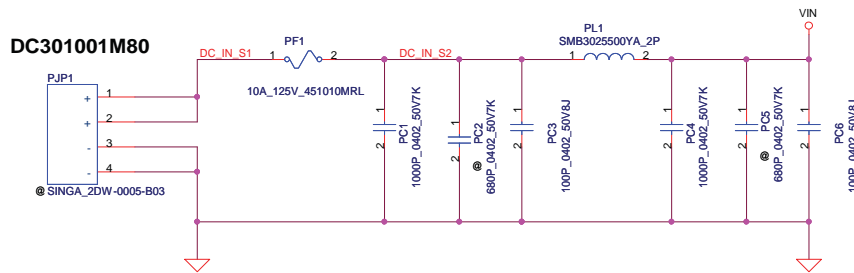 VIN
DC301001M80
DC_IN_S1
PF1
DC_IN_S2
PL1
SMB3025500YA_2P
1
2
1
2
PJP1
10A_125V_451010MRL
+
1
+
2
-
3
-
4
@ SINGA_2DW-0005-B03
1
2
PC1
1000P_0402_50V7K
1
2
@
PC2
680P_0402_50V7K
1
2
PC3
100P_0402_50V8J
1
2
PC4
1000P_0402_50V7K
1
2
@
PC5
680P_0402_50V7K
1
2
PC6
100P_0402_50V8J